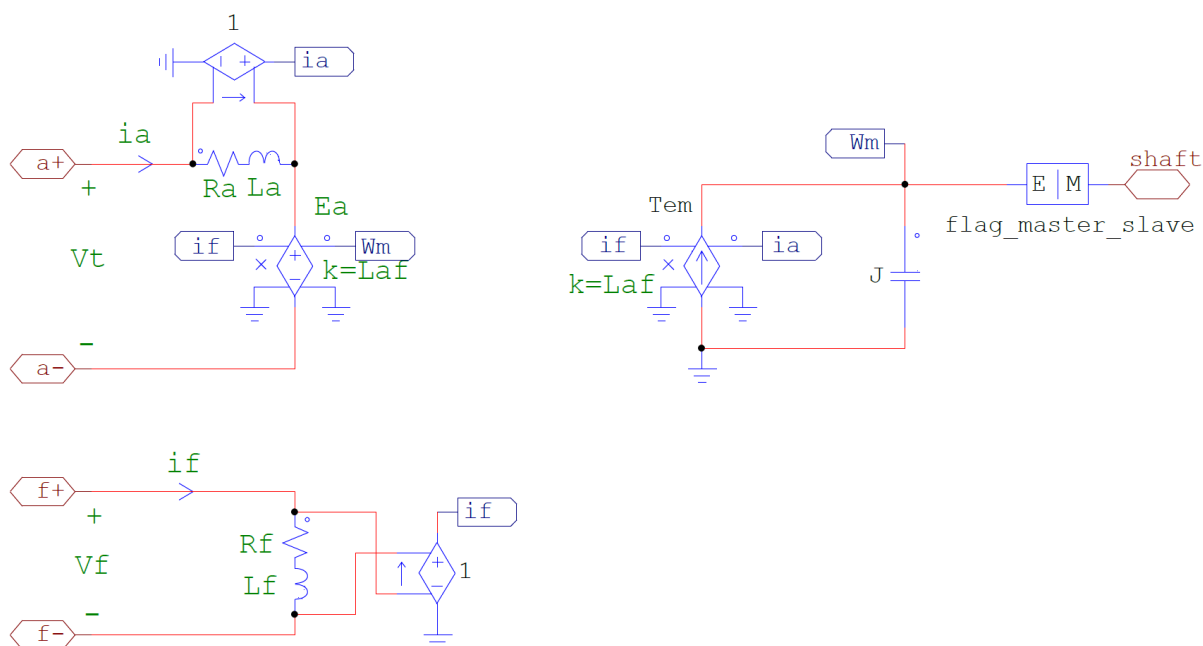 1
ia
ia
a+
+
Ra La
Ea
if
Wm
k=Laf
Vt
-
a-
Wm
shaft
E M
flag_master_slave
Tem
if
ia
k=Laf
J
if
f+
+
if
Rf
Vf
1
Lf
-
f-